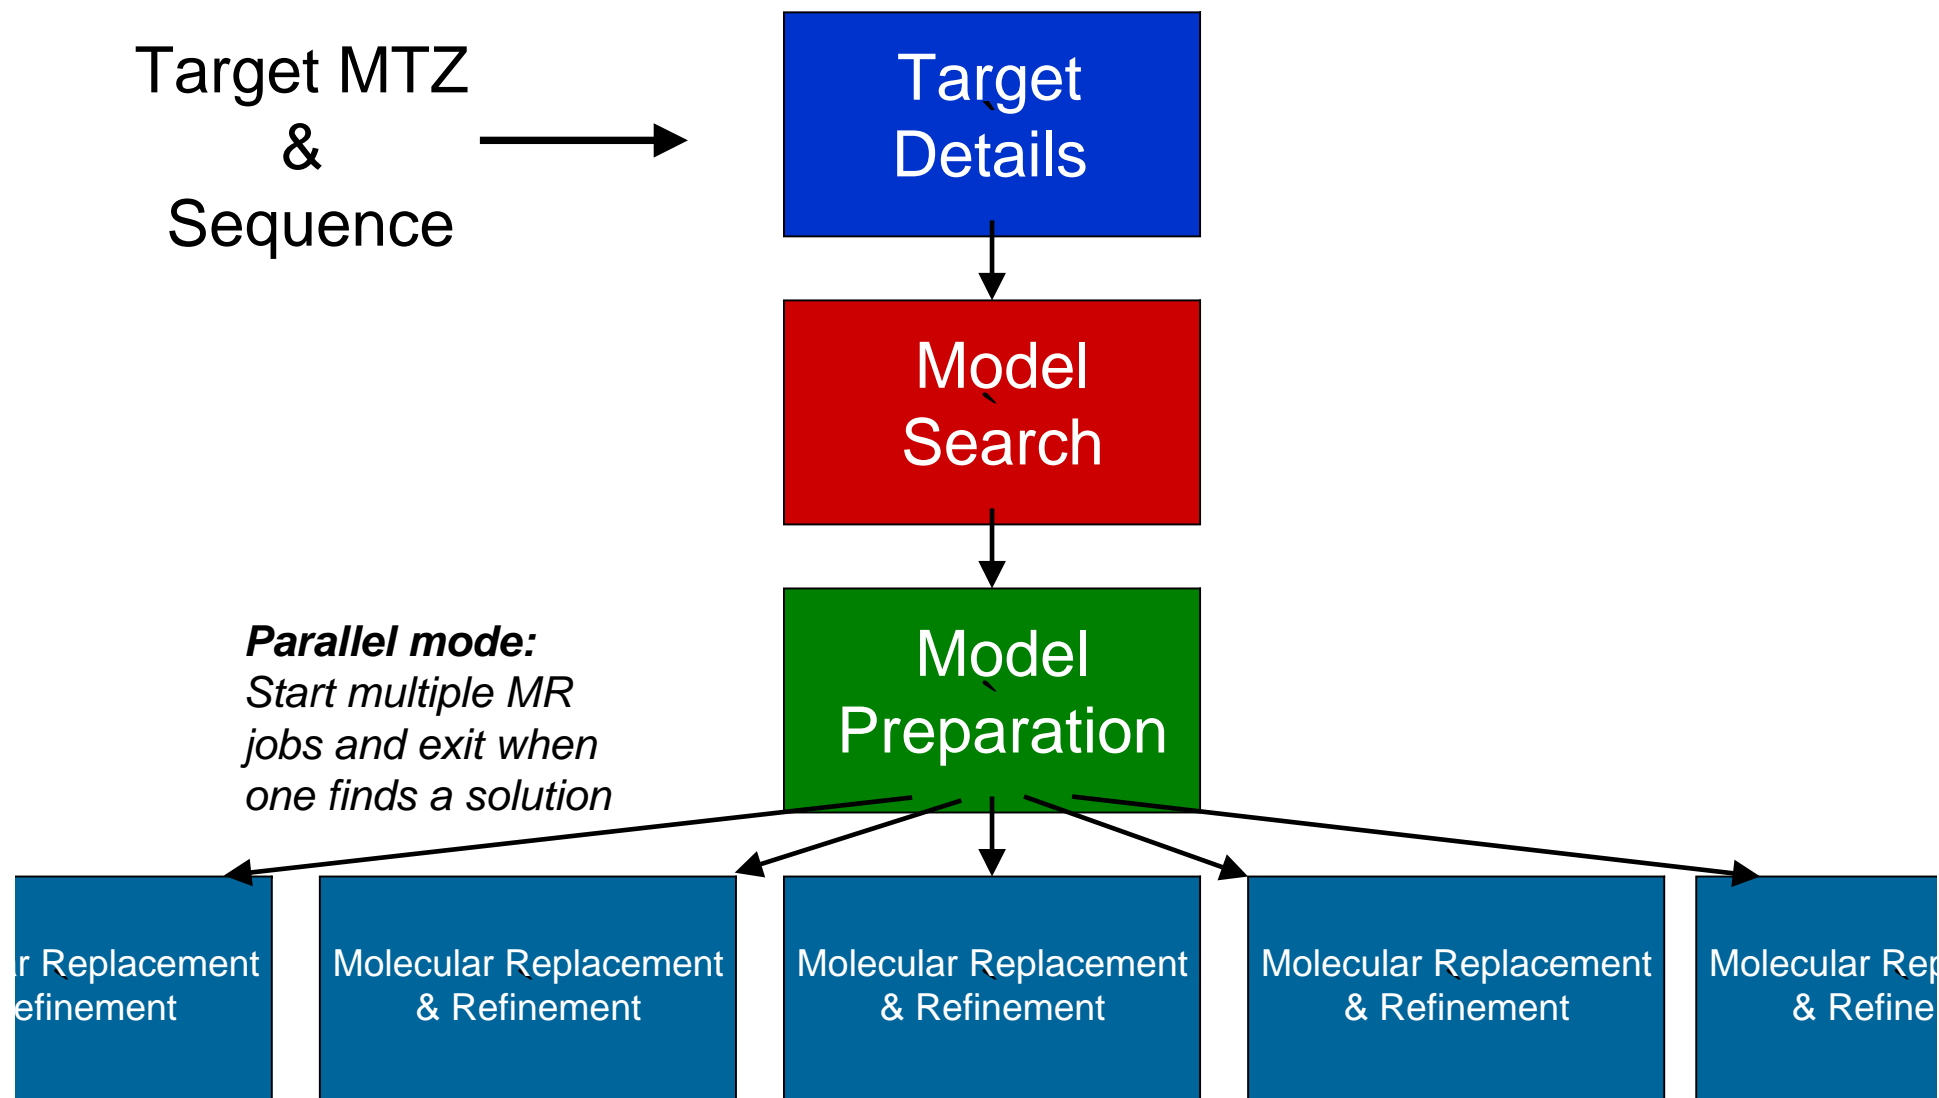 Target MTZ
&
Sequence
Target
Details
Model
Search
Model
Preparation
Parallel mode:
Start multiple MR
jobs and exit when
one finds a solution
r Replacement
efinement
Molecular Replacement
& Refinement
Molecular Replacement
& Refinement
Molecular Replacement
& Refinement
Molecular Rep
& Refine